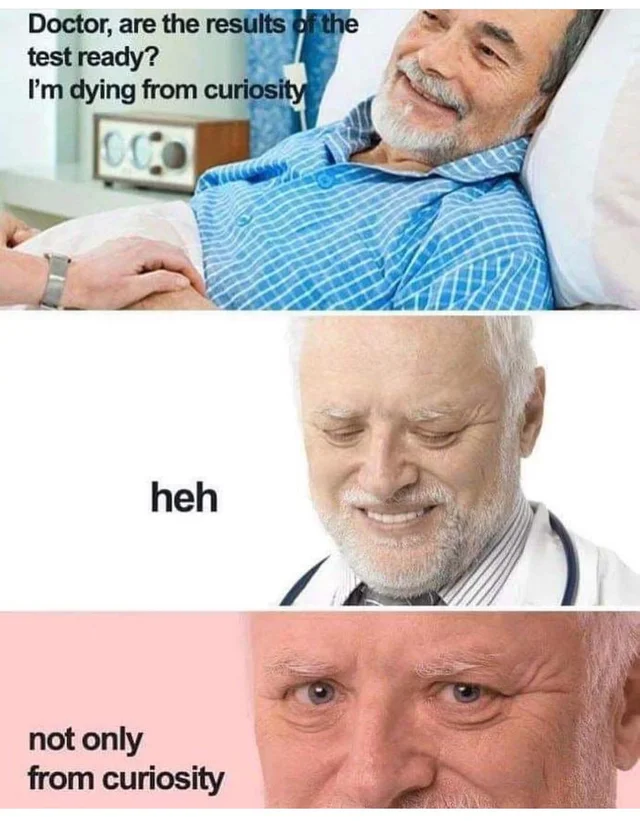 Doctor, are the results of the
test ready?
I'm dying from curiosity
heh
not only
from curiosity